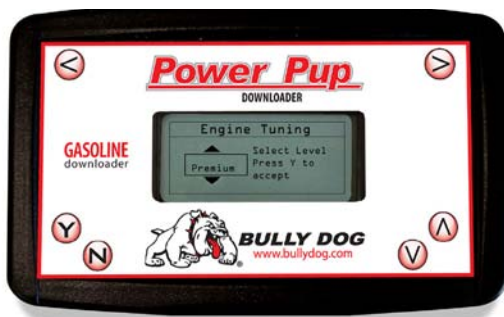 <
>
Power Pup
DOWNLOADER
Engine Tuning
Select Level
Press Y to
accept
Premium
GASOLINE
downloader
Y
N
BULLY DOG
®
www.bullydog.com
V
Λ